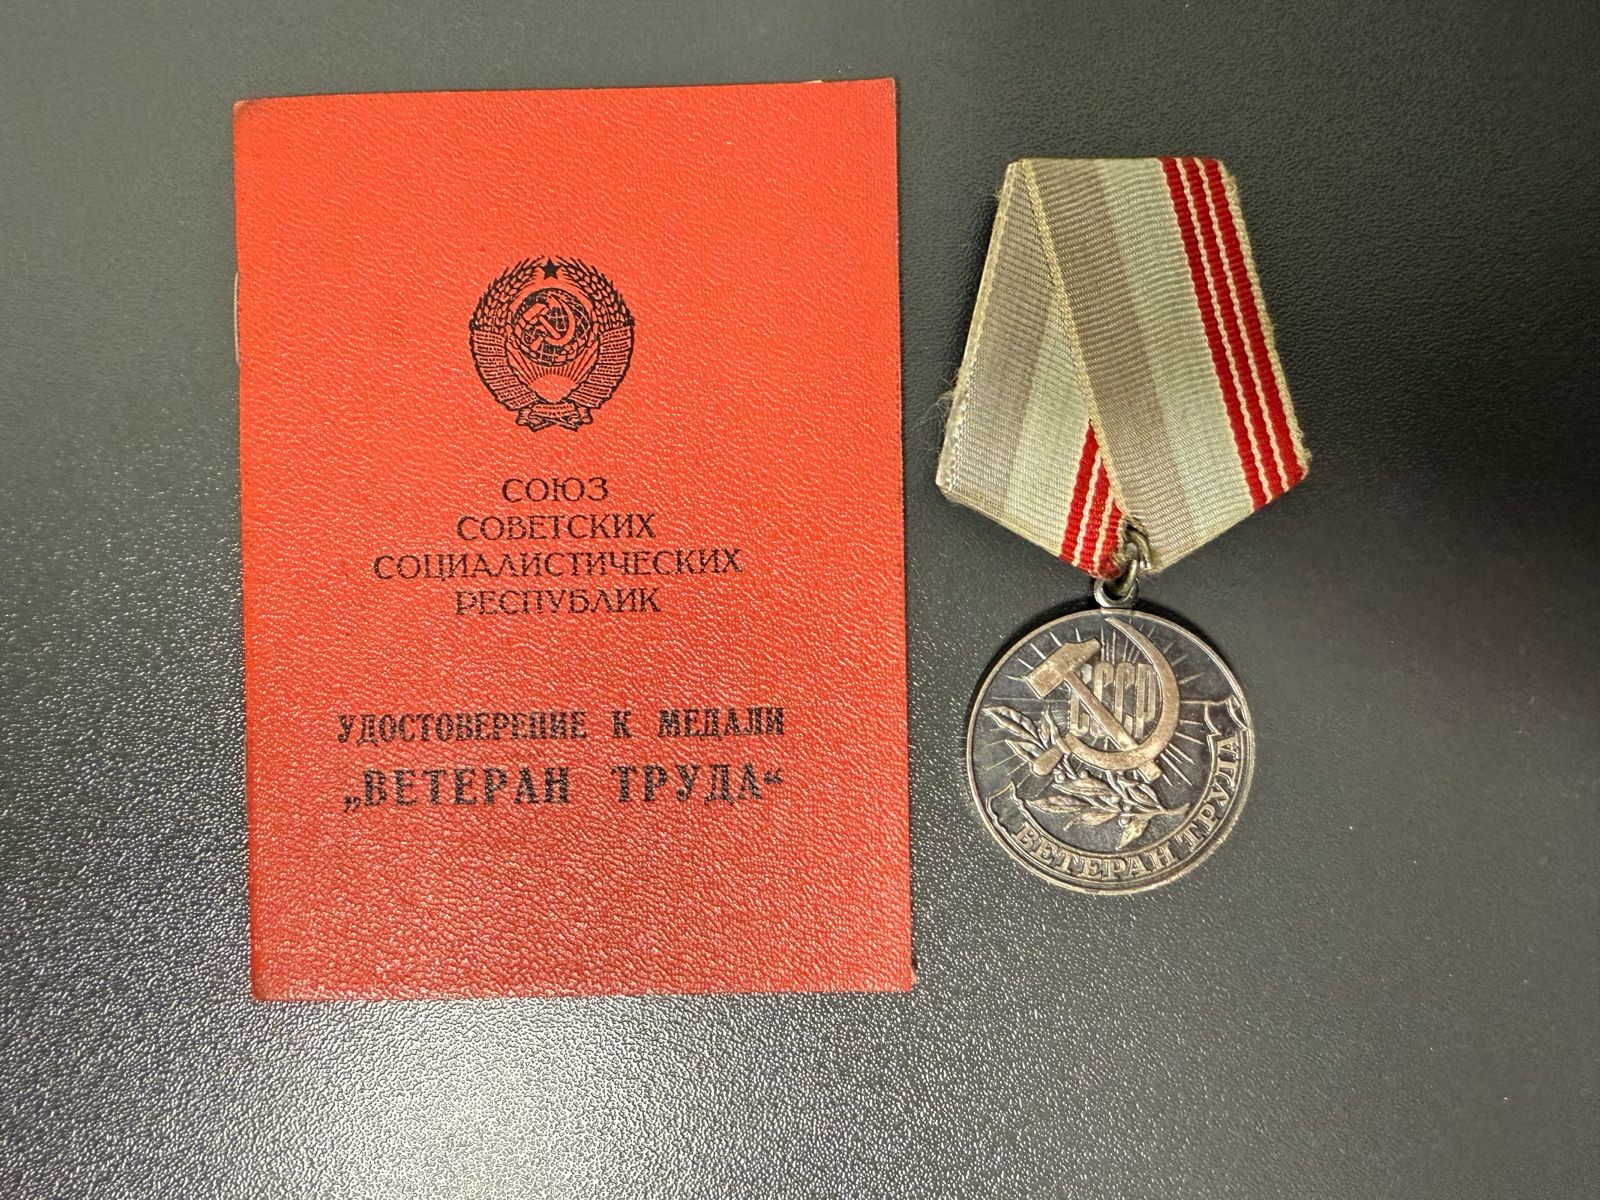 СОЮЗ
СОВЕТСКИХ
СОЦИАЛИСТИЧЕСКИХ
РЕСПУБЛИК
УДОСТОВЕРЕНИЕ К МЕДАЛИ
„ВЕТЕРАН ТРУДА“
СССР
ВЕТЕРАН ТРУДА